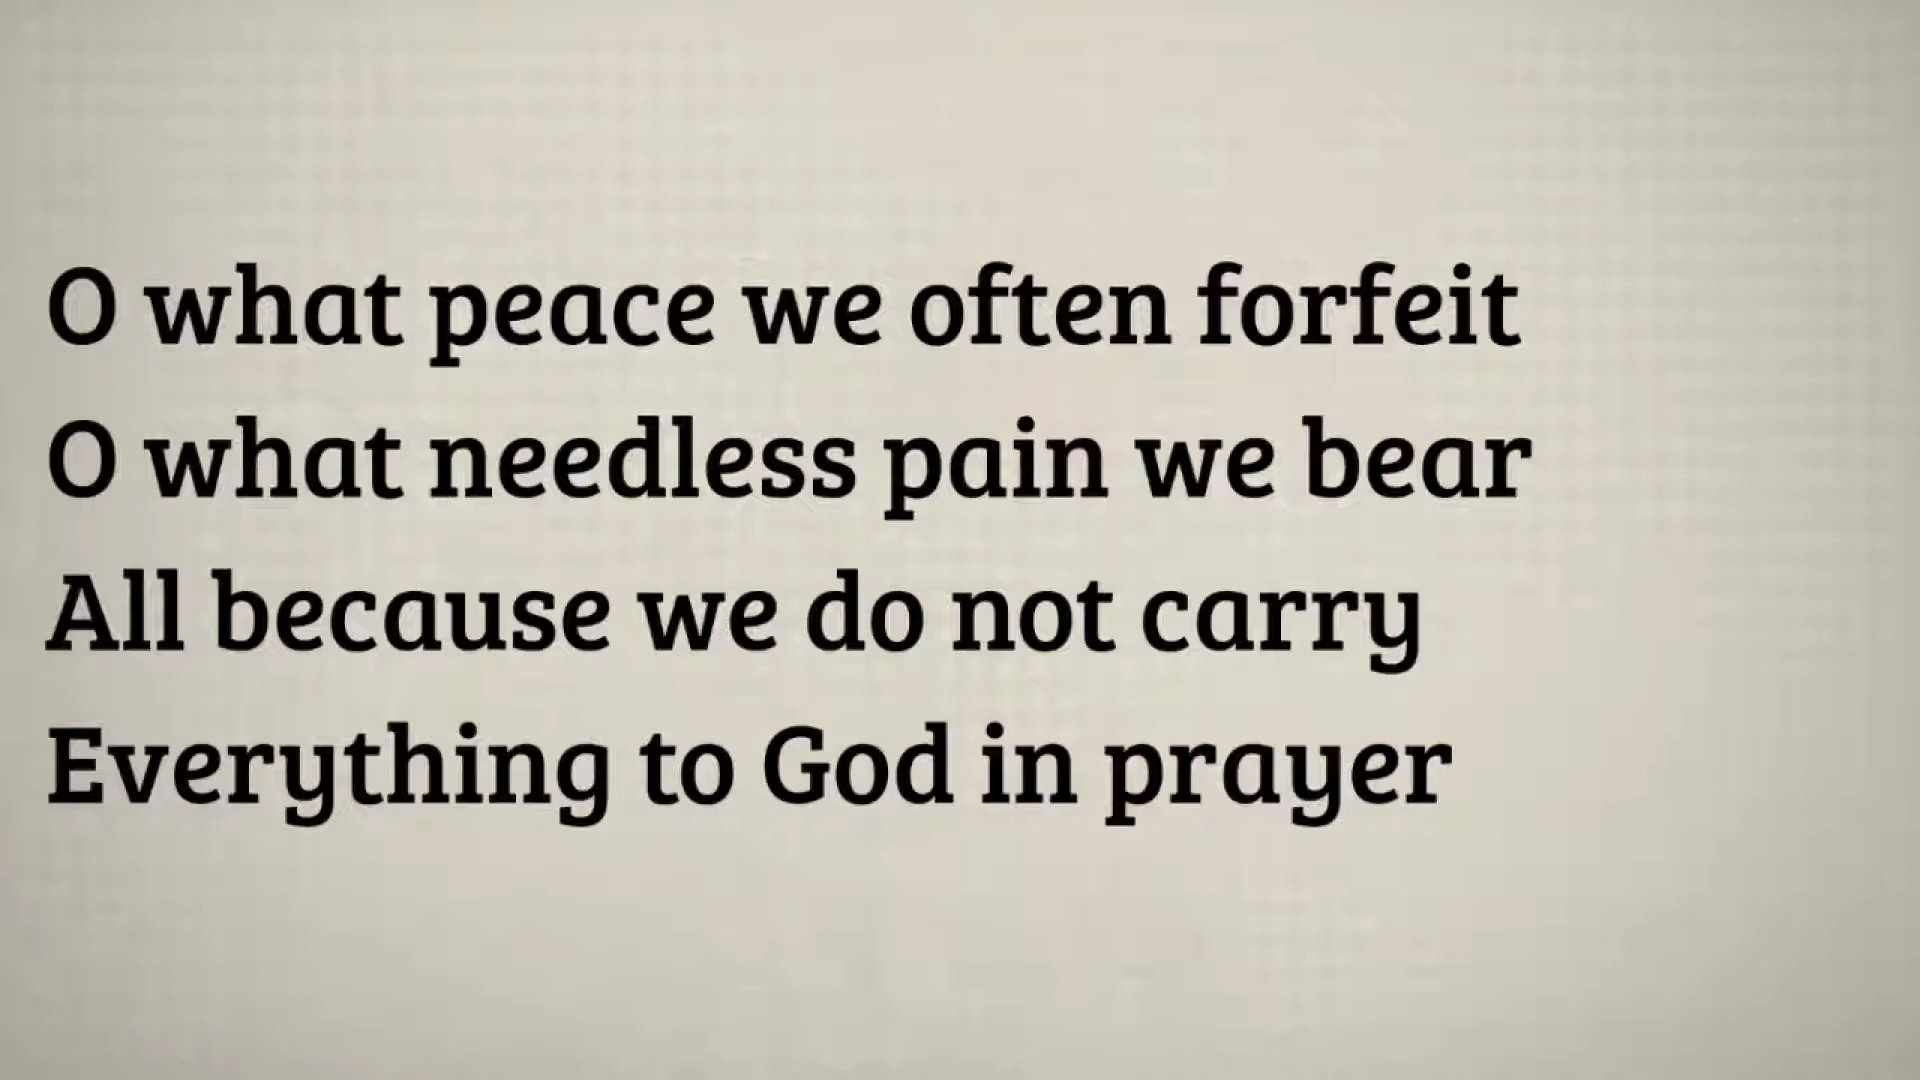 O what peace we often forfeit
O what needless pain we bear
All because we do not carry
Everything to God in prayer